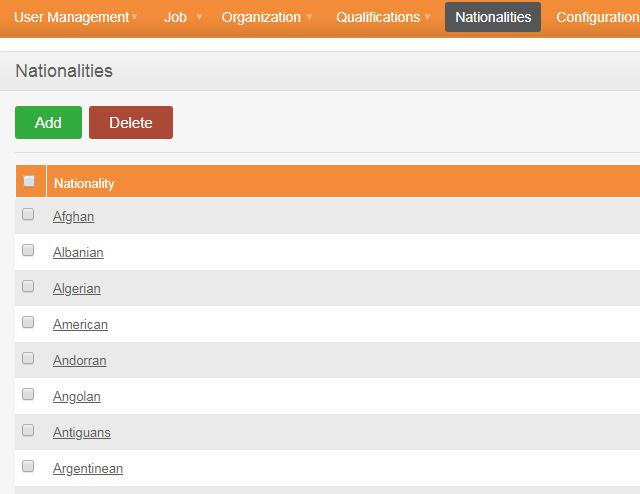 User Management Job Organization Qualifications Nationalities Configuration
Nationalities
Add Delete
Nationality
Afghan
Albanian
Algerian
American
Andorran
Angolan
Antiguans
Argentinean